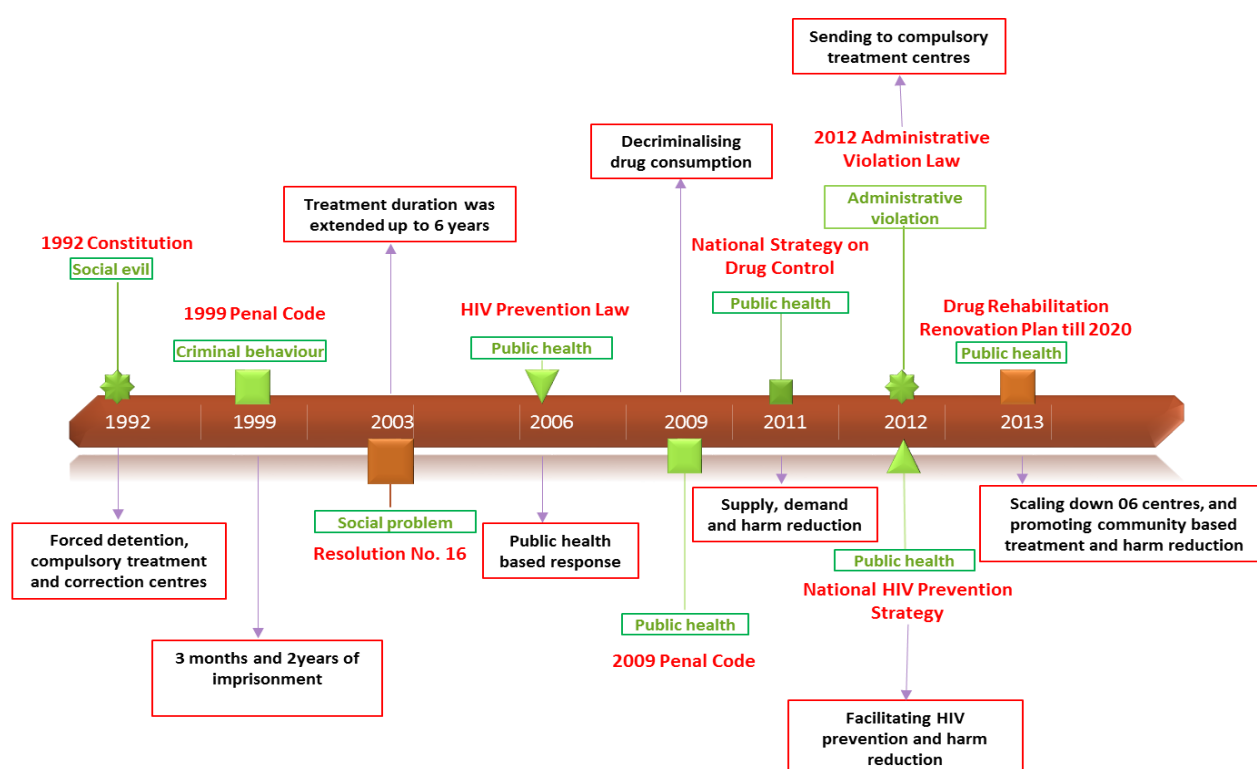 Sending to compulsory
treatment centres
2012 Administrative
Violation Law
Administrative
violation
Decriminalising
drug consumption
Treatment duration was
extended up to 6 years
1992 Constitution
Social evil
1999 Penal Code
Criminal behaviour
HIV Prevention Law
Public health
National Strategy on
Drug Control
Public health
Drug Rehabilitation
Renovation Plan till 2020
Public health
1992
1999
2003
2006
2009
2011
2012
2013
Forced detention,
compulsory treatment
and correction centres
3 months and 2years of
imprisonment
Social problem
Resolution No. 16
Public health
based response
Public health
2009 Penal Code
Supply, demand
and harm reduction
Public health
National HIV Prevention
Strategy
Facilitating HIV
prevention and harm
reduction
Scaling down 06 centres, and
promoting community based
treatment and harm reduction